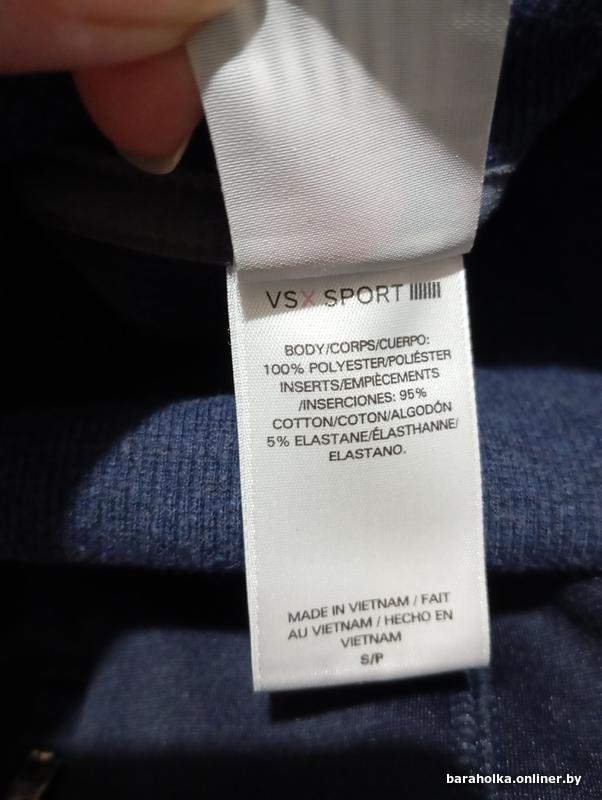 VSX SPORT
BODY/CORPS/CUERPO:
100% POLYESTER/POLIÉSTER
INSERTS/EMPIÈCEMENTS
/INSERCIONES: 95%
COTTON/COTON/ALGODÓN
5% ELASTANE/ÉLASTHANNE/
ELASTANO.
MADE IN VIETNAM / FAIT
AU VIETNAM / HECHO EN
VIETNAM
S/P
baraholka.onliner.by